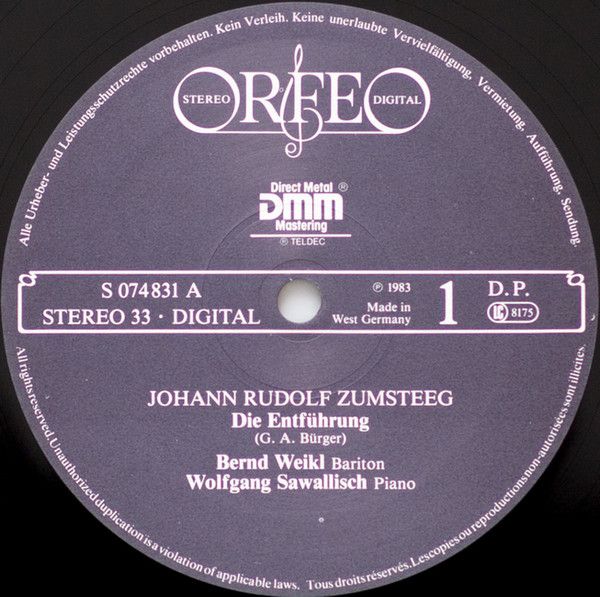 Alle Urheber- und Leistungsschutzrechte vorbehalten. Kein Verleih. Keine unerlaubte Vervielfältigung, Vermietung, Aufführung, Sendung.
ORFEO
STEREO DIGITAL
Direct Metal ®
DMM
Mastering
® TELDEC
S 074 831 A
STEREO 33 · DIGITAL
℗ 1983
Made in
West Germany
1
D. P.
LC 8175
JOHANN RUDOLF ZUMSTEEG
Die Entführung
(G. A. Bürger)
Bernd Weikl Bariton
Wolfgang Sawallisch Piano
All rights reserved. Unauthorized duplication is a violation of applicable laws. Tous droits réservés. Les copies ou reproductions non-autorisées sont illicites.